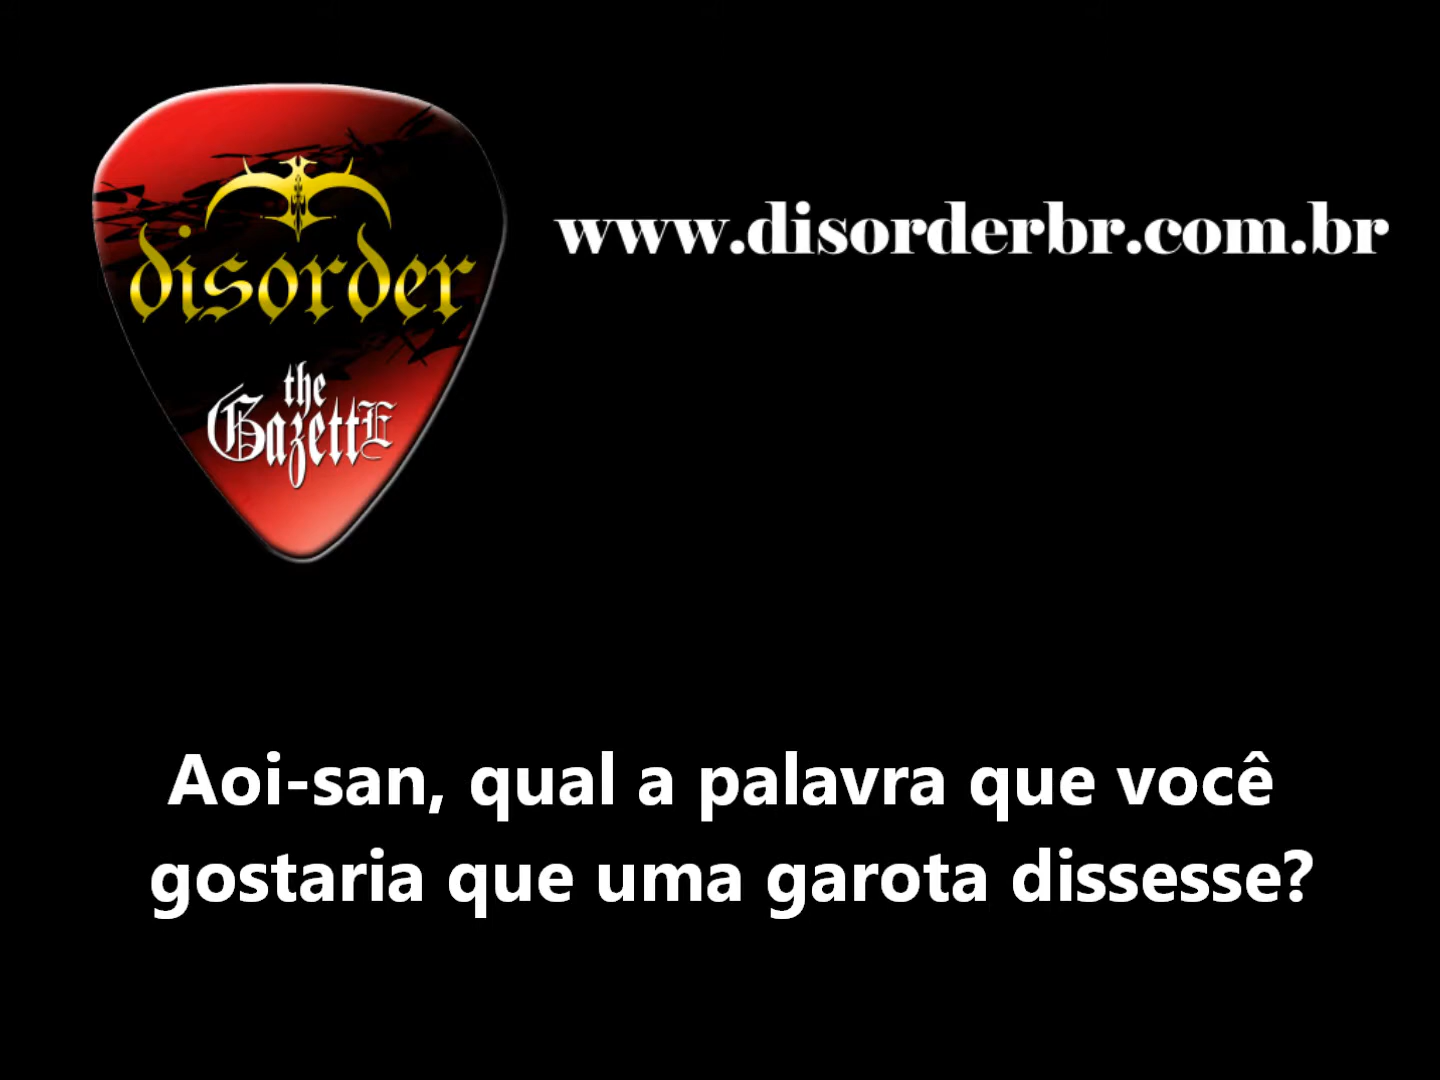 disorder
the
GazettE
www.disorderbr.com.br
Aoi-san, qual a palavra que você
gostaria que uma garota dissesse?